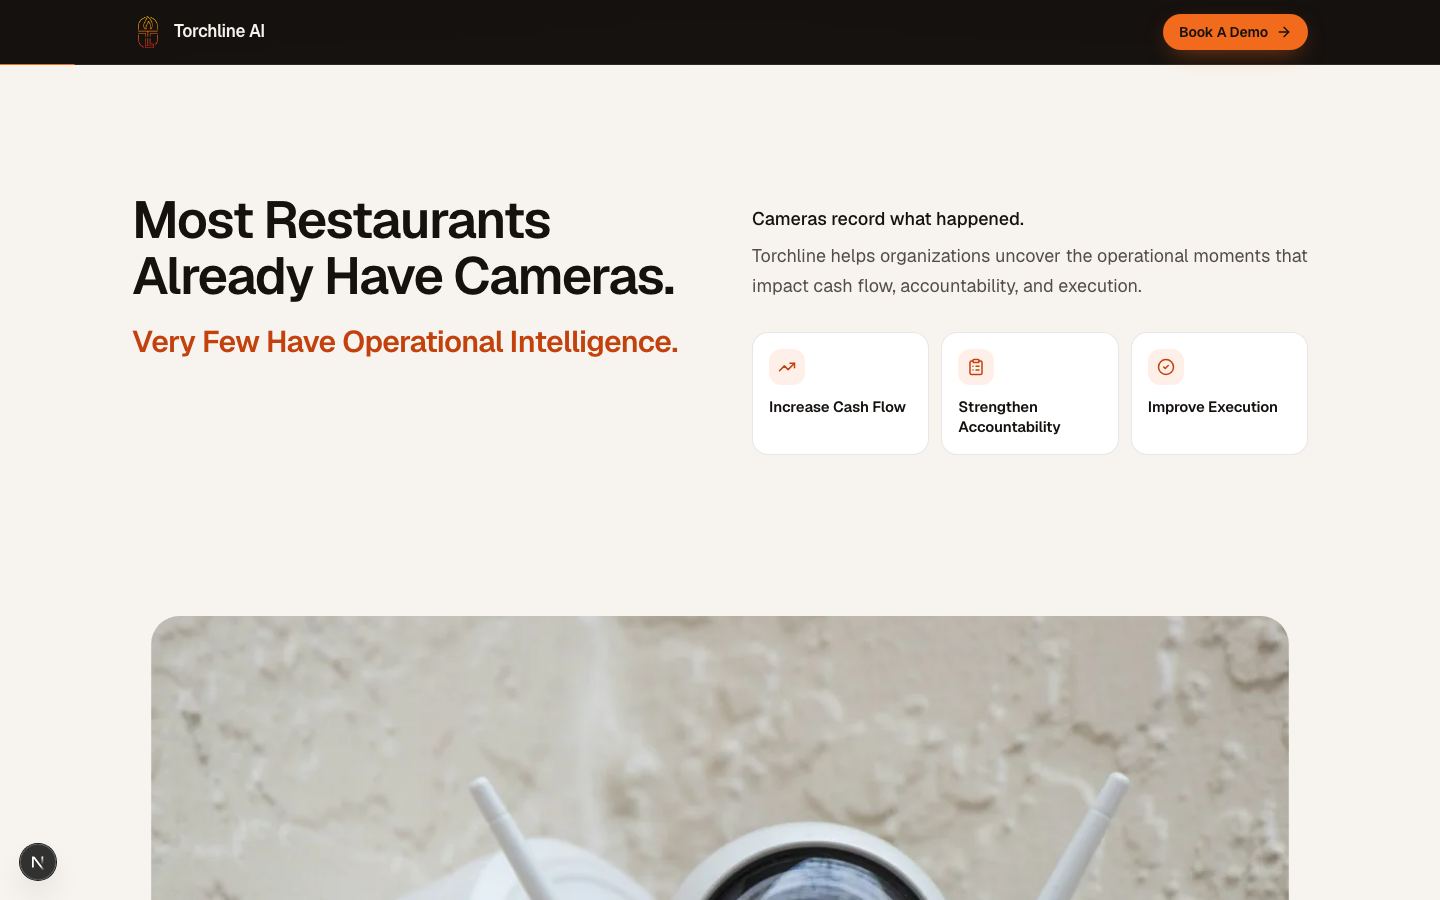 Torchline AI
Book A Demo
Most Restaurants
Already Have Cameras.
Very Few Have Operational Intelligence.
Cameras record what happened.
Torchline helps organizations uncover the operational moments that
impact cash flow, accountability, and execution.
Increase Cash Flow
Strengthen
Accountability
Improve Execution
N